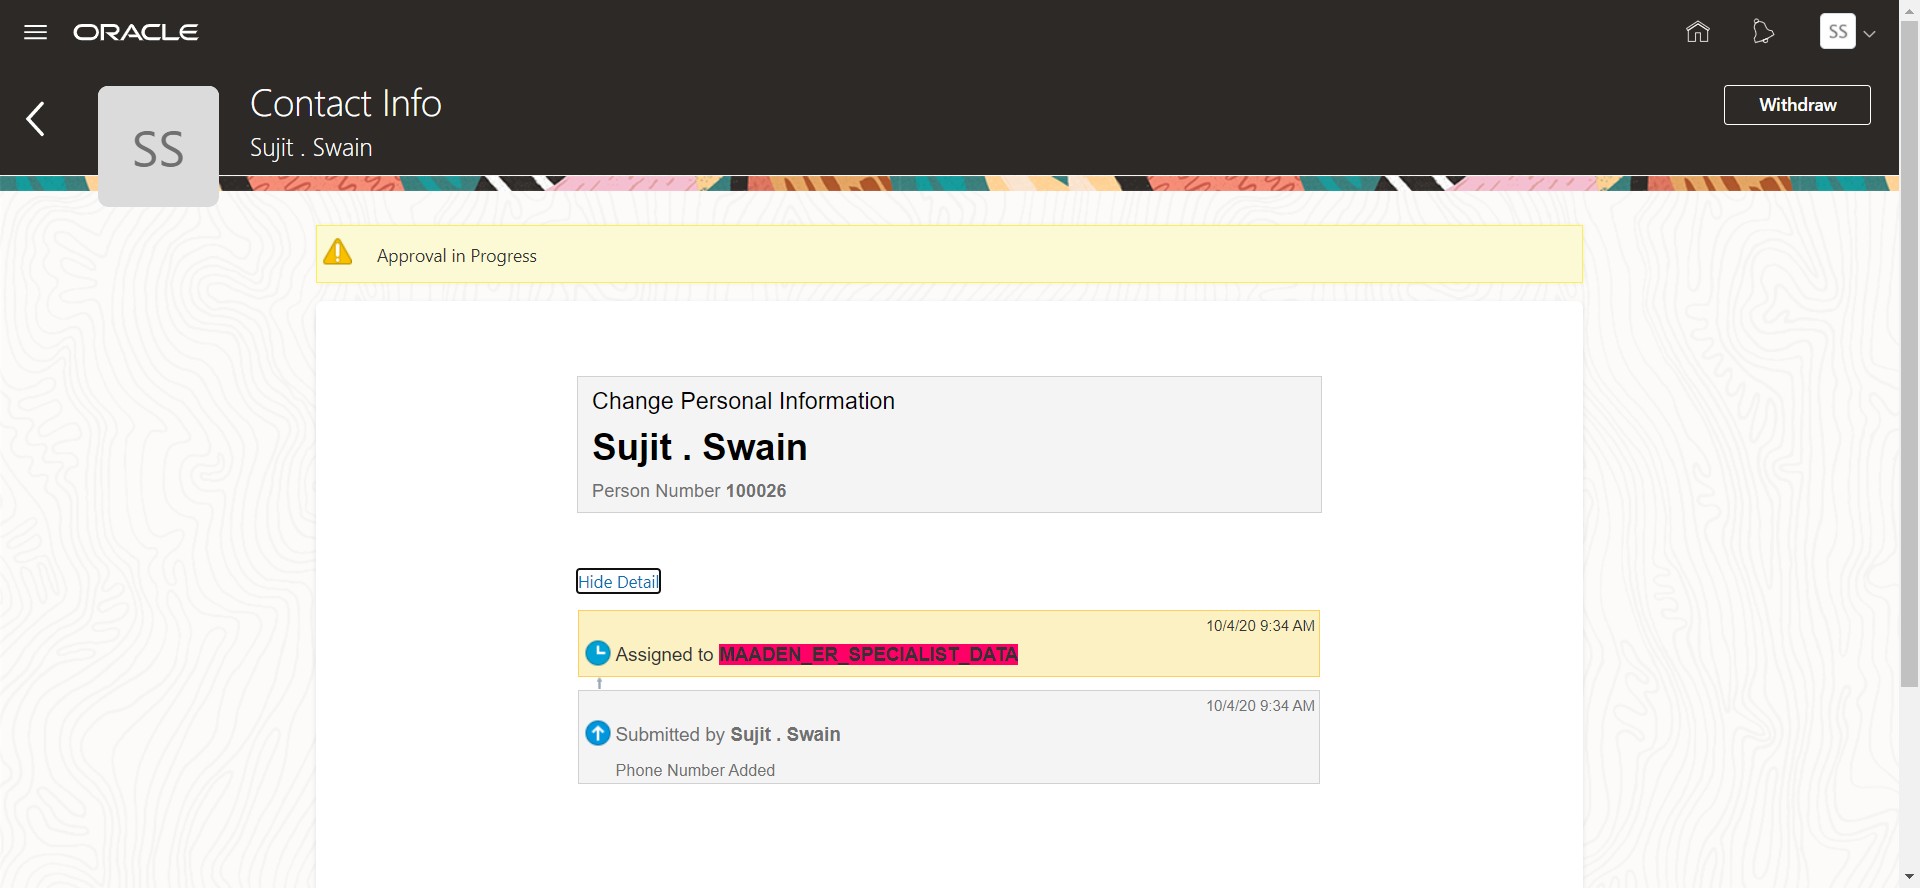 ORACLE
SS
Contact Info
Withdraw
SS
Sujit . Swain
Approval in Progress
Change Personal Information
Sujit . Swain
Person Number 100026
Hide Detail
10/4/20 9:34 AM
Assigned to MAADEN_ER_SPECIALIST_DATA
10/4/20 9:34 AM
Submitted by Sujit . Swain
Phone Number Added